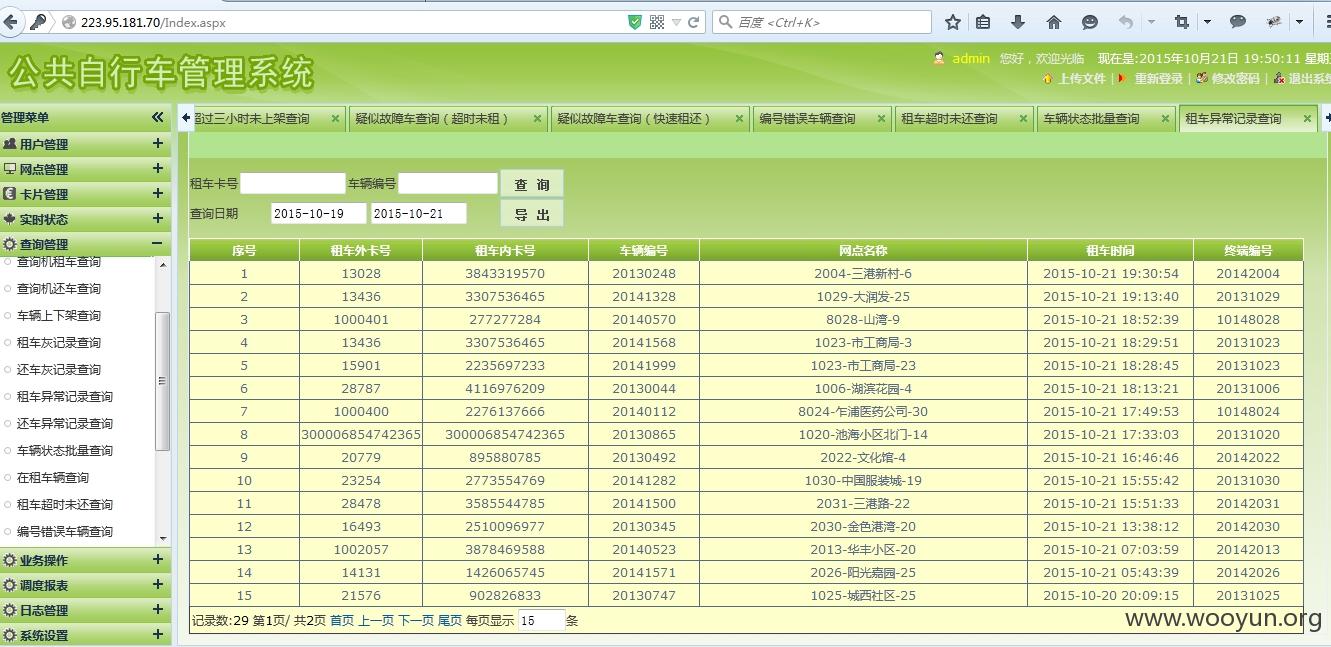 223.95.181.70/Index.aspx
百度 <Ctrl+K>
公共自行车管理系统
admin 您好，欢迎光临 现在是:2015年10月21日 19:50:11 星期
上传文件 | 重新登录 | 修改密码 | 退出系统
管理菜单
超过三小时未上架查询
疑似故障车查询（超时未租）
疑似故障车查询（快速租还）
编号错误车辆查询
租车超时未还查询
车辆状态批量查询
租车异常记录查询
用户管理
网点管理
卡片管理
实时状态
查询管理
查询机租车查询
查询机还车查询
车辆上下架查询
租车灰记录查询
还车灰记录查询
租车异常记录查询
还车异常记录查询
车辆状态批量查询
在租车辆查询
租车超时未还查询
编号错误车辆查询
业务操作
调度报表
日志管理
系统设置
租车卡号 车辆编号 查 询
查询日期 2015-10-19 2015-10-21 导 出
序号 租车外卡号 租车内卡号 车辆编号 网点名称 租车时间 终端编号
1 13028 3843319570 20130248 2004-三港新村-6 2015-10-21 19:30:54 20142004
2 13436 3307536465 20141328 1029-大润发-25 2015-10-21 19:13:40 20131029
3 1000401 277277284 20140570 8028-山湾-9 2015-10-21 18:52:39 10148028
4 13436 3307536465 20141568 1023-市工商局-3 2015-10-21 18:29:51 20131023
5 15901 2235697233 20141999 1023-市工商局-23 2015-10-21 18:28:45 20131023
6 28787 4116976209 20130044 1006-湖滨花园-4 2015-10-21 18:13:21 20131006
7 1000400 2276137666 20140112 8024-乍浦医药公司-30 2015-10-21 17:49:53 10148024
8 300006854742365 300006854742365 20130865 1020-池海小区北门-14 2015-10-21 17:33:03 20131020
9 20779 895880785 20130492 2022-文化馆-4 2015-10-21 16:46:46 20142022
10 23254 2773554769 20141282 1030-中国服装城-19 2015-10-21 15:55:42 20131030
11 28478 3585544785 20141500 2031-三港路-22 2015-10-21 15:51:33 20142031
12 16493 2510096977 20130345 2030-金色港湾-20 2015-10-21 13:38:12 20142030
13 1002057 3878469588 20140523 2013-华丰小区-20 2015-10-21 07:03:59 20142013
14 14131 1426065745 20141571 2026-阳光嘉园-25 2015-10-21 05:43:39 20142026
15 21576 902826833 20130747 1025-城西社区-25 2015-10-20 20:09:15 20131025
记录数:29 第1页/ 共2页 首页 上一页 下一页 尾页 每页显示 15 条
www.wooyun.org